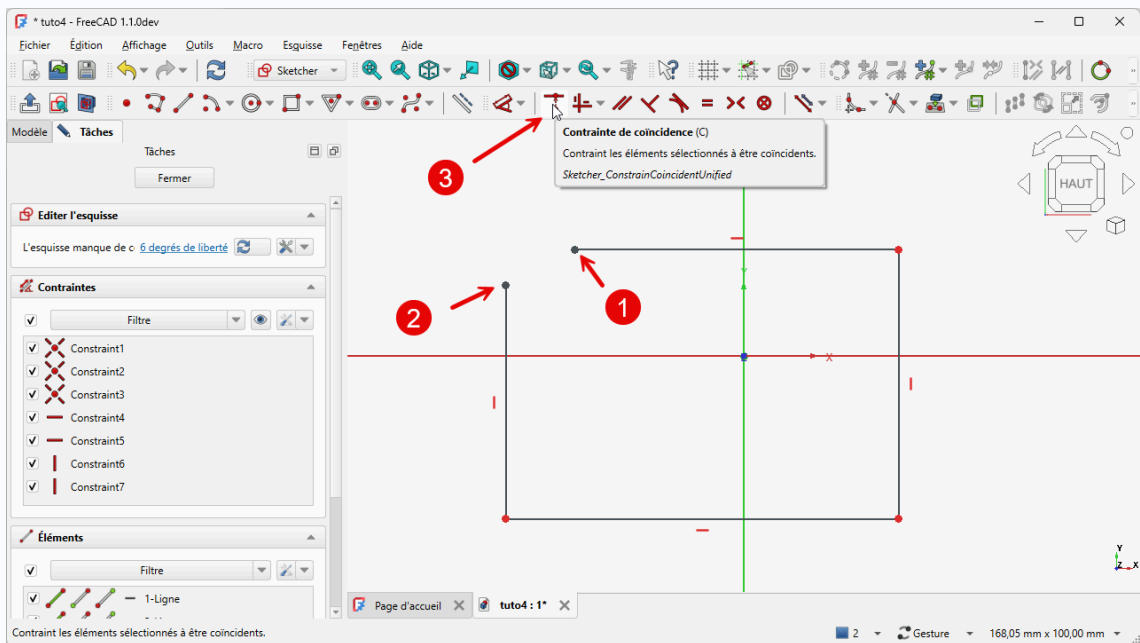 * tuto4 - FreeCAD 1.1.0dev
Fichier Édition Affichage Outils Macro Esquisse Fenêtres Aide
Sketcher
Modèle Tâches
Tâches
Fermer
Editer l'esquisse
L'esquisse manque de c 6 degrés de liberté
Contraintes
Filtre
Constraint1
Constraint2
Constraint3
Constraint4
Constraint5
Constraint6
Constraint7
Éléments
Filtre
1-Ligne
Contrainte de coïncidence (C)
Contraint les éléments sélectionnés à être coïncidents.
Sketcher_ConstrainCoincidentUnified
3
1
2
HAUT
Y
X
Y
Z X
Page d'accueil tuto4 : 1*
Contraint les éléments sélectionnés à être coïncidents. 2 Gesture 168,05 mm x 100,00 mm